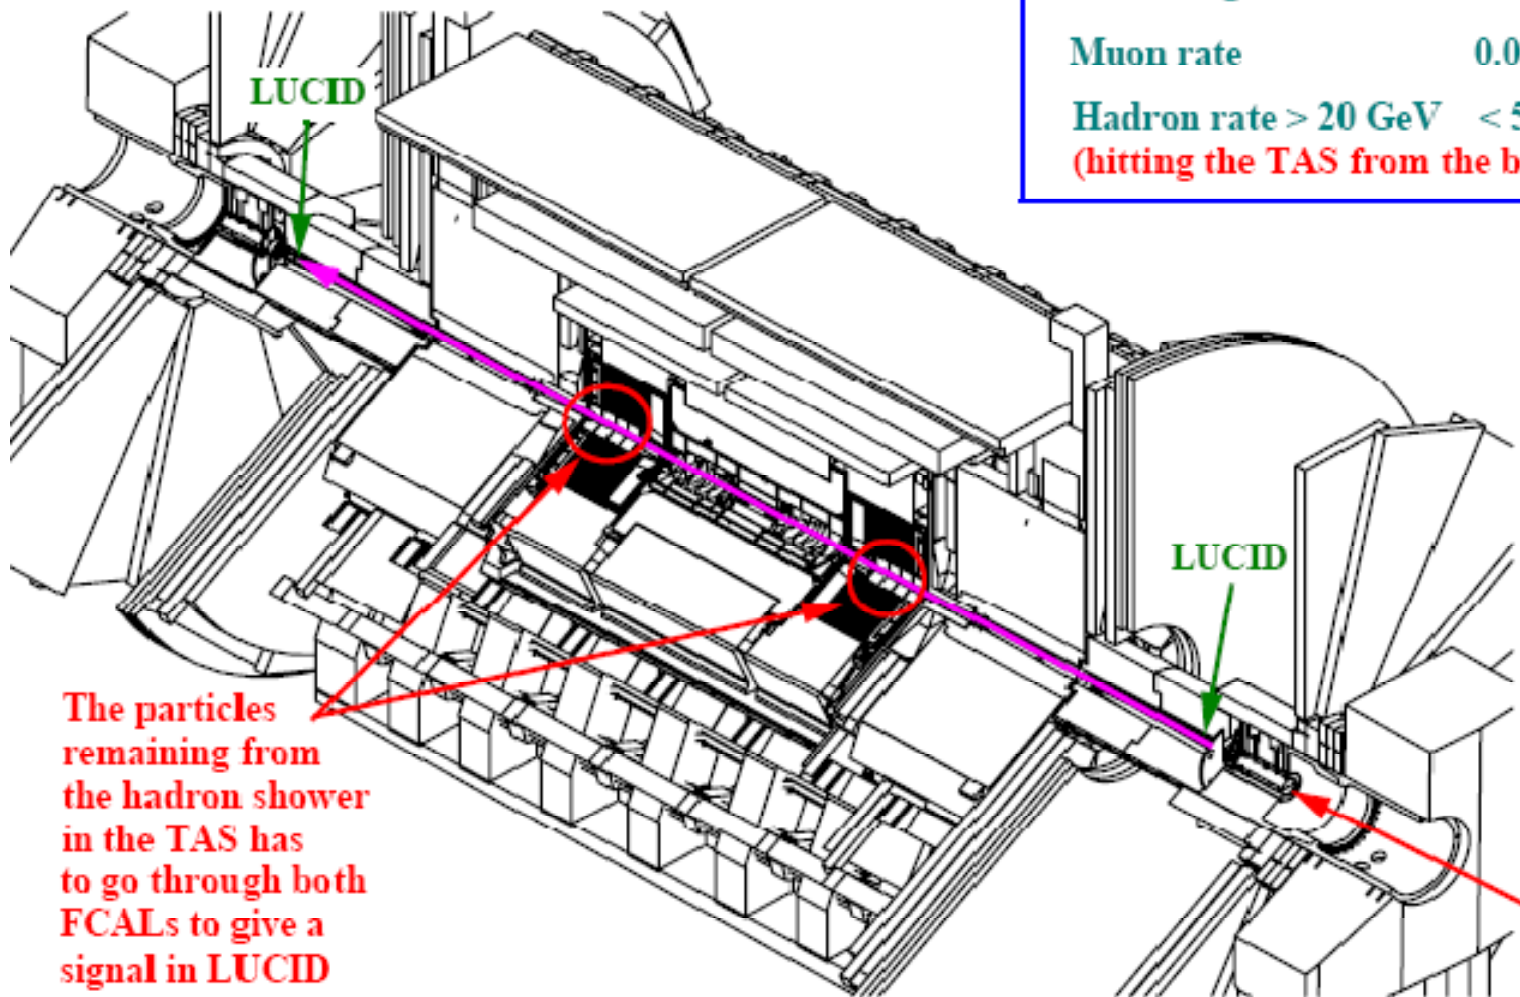 LUCID
Muon rate 0.0
Hadron rate > 20 GeV < 5
(hitting the TAS from the b
LUCID
The particles
remaining from
the hadron shower
in the TAS has
to go through both
FCALs to give a
signal in LUCID